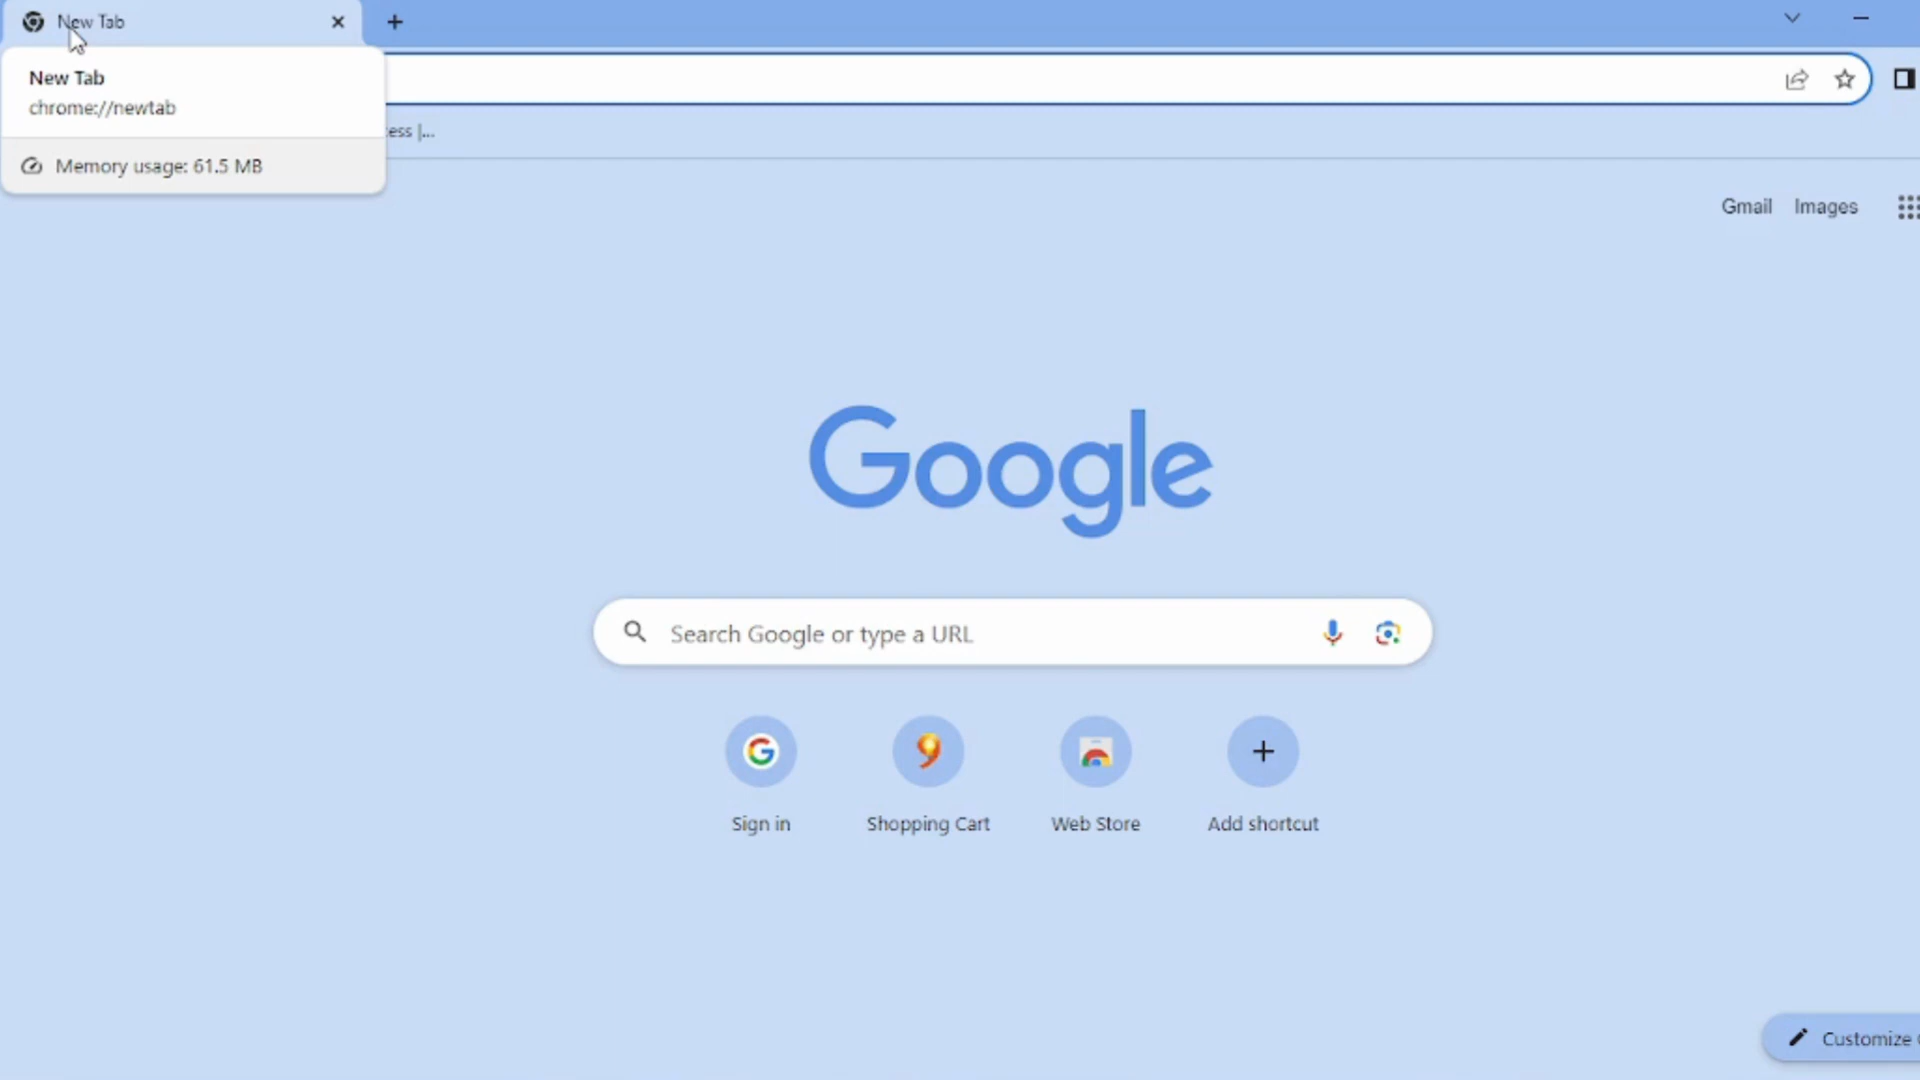 New Tab
New Tab
chrome://newtab
ess |...
Memory usage: 61.5 MB
Gmail Images
Google
Search Google or type a URL
Sign in
Shopping Cart
Web Store
Add shortcut
Customize